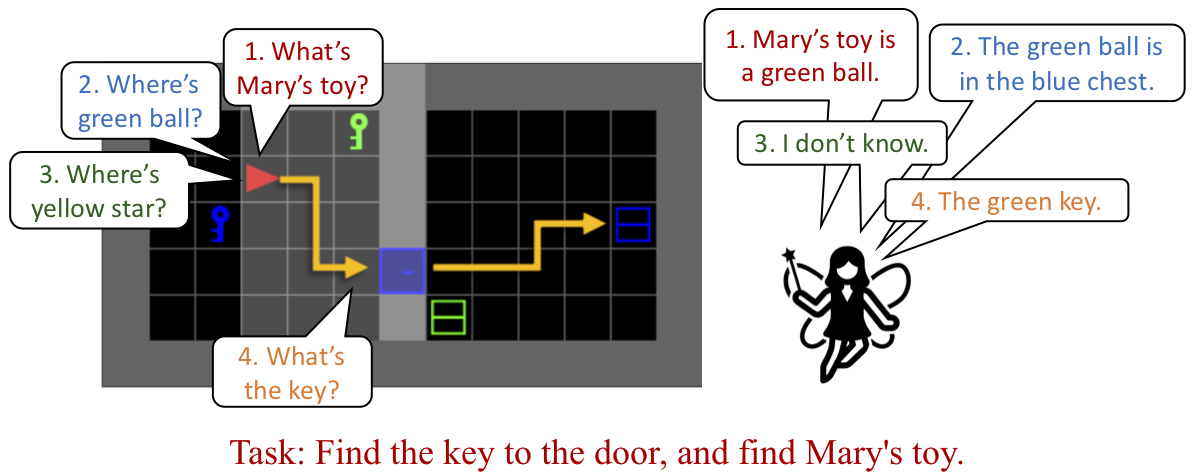 1. What's
Mary's toy?
2. Where's
green ball?
3. Where's
yellow star?
4. What's
the key?
1. Mary's toy is
a green ball.
2. The green ball is
in the blue chest.
3. I don't know.
4. The green key.
Task: Find the key to the door, and find Mary's toy.